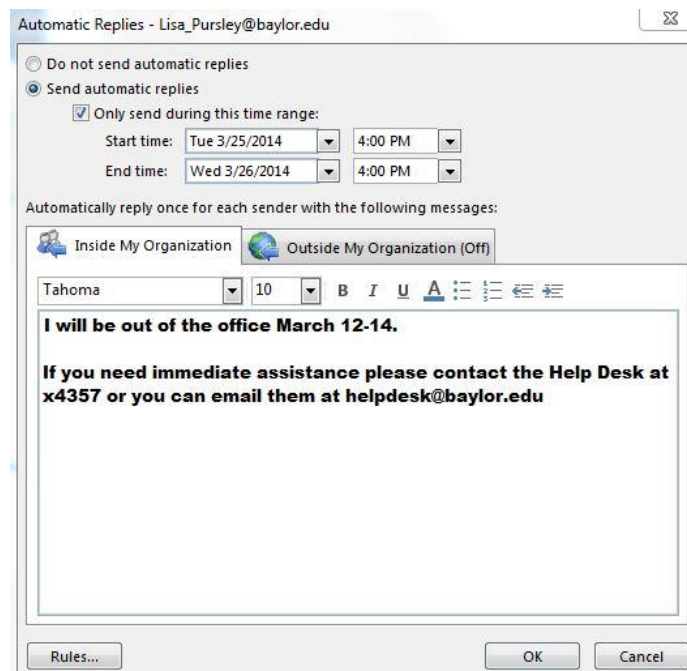 Automatic Replies - Lisa_Pursley@baylor.edu
Do not send automatic replies
Send automatic replies
Only send during this time range:
Start time: Tue 3/25/2014 4:00 PM
End time: Wed 3/26/2014 4:00 PM
Automatically reply once for each sender with the following messages:
Inside My Organization Outside My Organization (Off)
Tahoma 10 B I U A
I will be out of the office March 12-14.
If you need immediate assistance please contact the Help Desk at
x4357 or you can email them at helpdesk@baylor.edu
Rules... OK Cancel